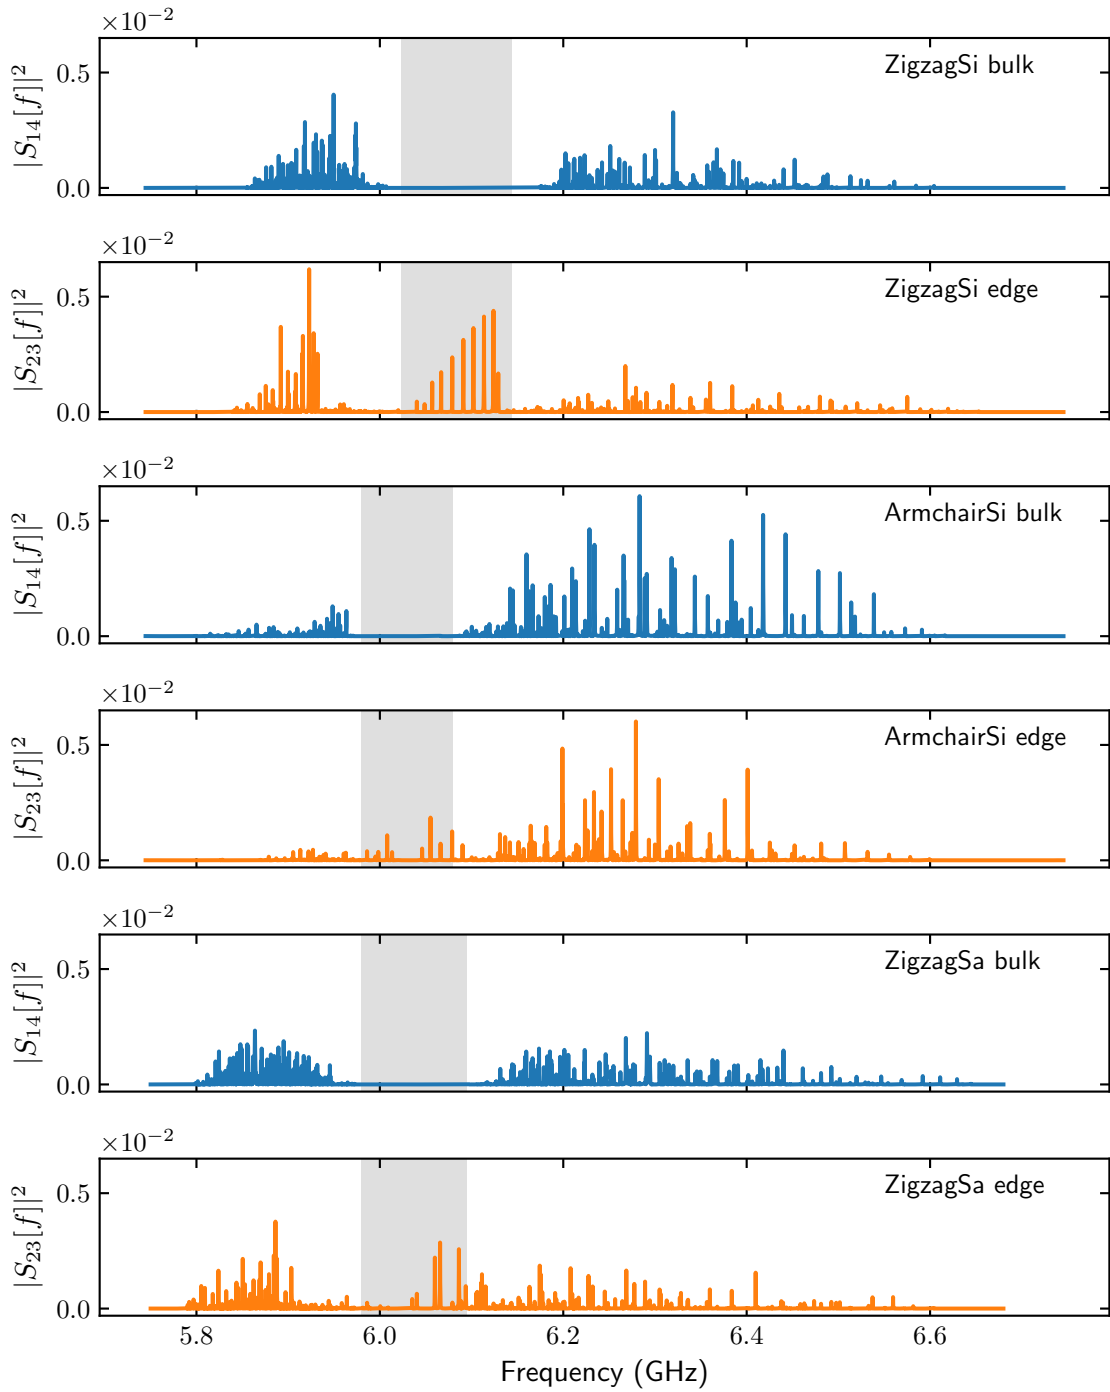 ×10⁻²
ZigzagSi bulk
|S₁₄[f]|²
0.5
0.0
×10⁻²
ZigzagSi edge
|S₂₃[f]|²
0.5
0.0
×10⁻²
ArmchairSi bulk
|S₁₄[f]|²
0.5
0.0
×10⁻²
ArmchairSi edge
|S₂₃[f]|²
0.5
0.0
×10⁻²
ZigzagSa bulk
|S₁₄[f]|²
0.5
0.0
×10⁻²
ZigzagSa edge
|S₂₃[f]|²
0.5
0.0
5.8 6.0 6.2 6.4 6.6
Frequency (GHz)